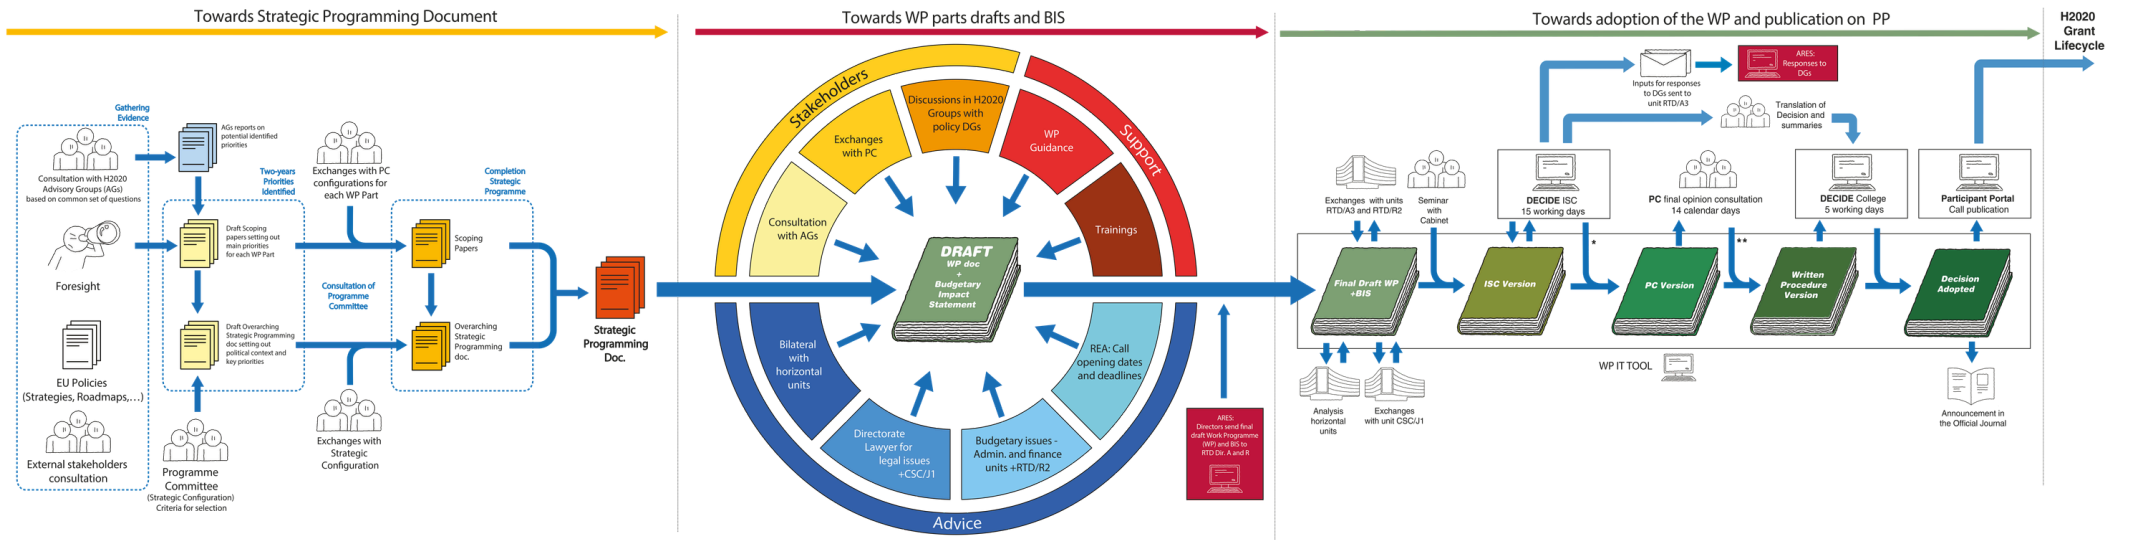 Towards Strategic Programming Document
Gathering
Evidence
Consultation with H2020
Advisory Groups (AGs)
based on common set of questions
Foresight
EU Policies
(Strategies, Roadmaps,...)
External stakeholders
consultation
AGs reports on
potential identified
priorities
Two-years
Priorities
Identified
Draft Scoping
papers setting out
main priorities
for each WP Part
Draft Overarching
Strategic Programming
doc setting out
political context and
key priorities
Programme
Committee
(Strategic Configuration)
Criteria for selection
Exchanges with PC
configurations for
each WP Part
Consultation of
Programme
Committee
Exchanges with
Strategic
Configuration
Completion
Strategic
Programme
Scoping
Papers
Overarching
Strategic
Programming
doc.
Strategic
Programming
Doc.
Towards WP parts drafts and BIS
Stakeholders
Support
Advice
Consultation
with AGs
Exchanges
with PC
Discussions in H2020
Groups with
policy DGs
WP
Guidance
Trainings
DRAFT
WP doc
+
Budgetary
Impact
Statement
Bilateral
with
horizontal
units
Directorate
Lawyer for
legal issues
+CSC/J1
Budgetary issues -
Admin. and finance
units +RTD/R2
REA: Call
opening dates
and deadlines
ARES:
Directors send final
draft Work Programme
(WP) and BIS to
RTD Dir. A and R
Towards adoption of the WP and publication on PP
H2020
Grant
Lifecycle
Inputs for responses
to DGs sent to
unit RTD/A3
ARES:
Responses to
DGs
Translation of
Decision and
summaries
Exchanges with units
RTD/A3 and RTD/R2
Seminar
with
Cabinet
DECIDE ISC
15 working days
PC final opinion consultation
14 calendar days
DECIDE College
5 working days
Participant Portal
Call publication
*
**
Final Draft WP
+BIS
ISC Version
PC Version
Written
Procedure
Version
Decision
Adopted
WP IT TOOL
Analysis
horizontal
units
Exchanges
with unit CSC/J1
Announcement in
the Official Journal